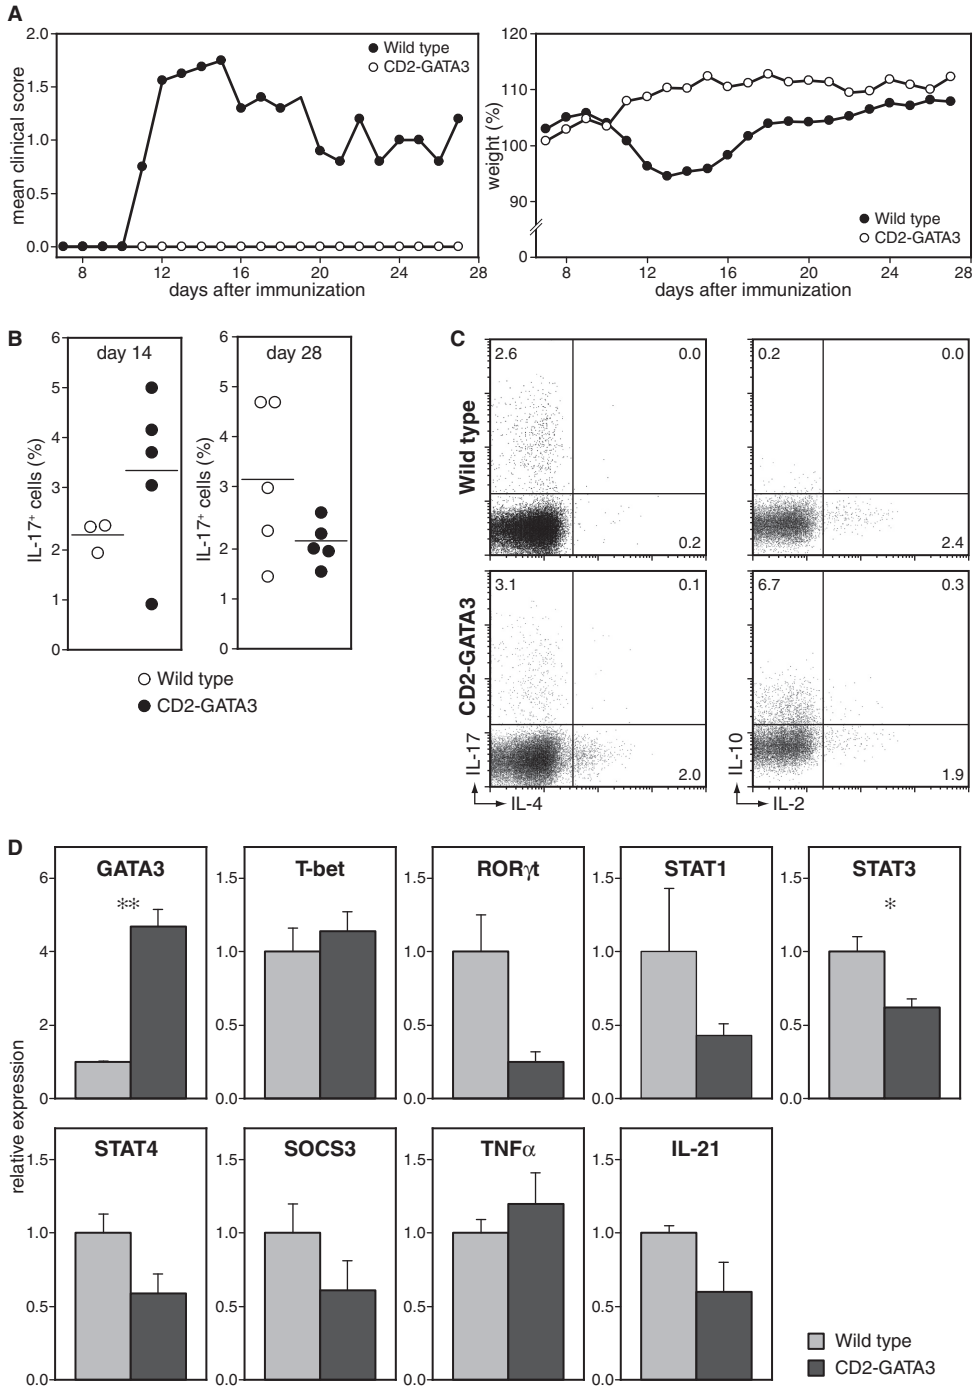 A
mean clinical score
2.0
1.5
1.0
0.5
0.0
8 12 16 20 24 28
days after immunization
Wild type
CD2-GATA3
weight (%)
120
110
100
90
0
8 12 16 20 24 28
days after immunization
Wild type
CD2-GATA3
B
IL-17+ cells (%)
6
5
4
3
2
1
0
day 14
IL-17+ cells (%)
6
5
4
3
2
1
0
day 28
Wild type
CD2-GATA3
C
Wild type
2.6 0.0
0.2
0.2 0.0
2.4
CD2-GATA3
3.1 0.1
2.0
6.7 0.3
1.9
IL-17
IL-4
IL-10
IL-2
D
relative expression
GATA3
**
6
4
2
0
T-bet
1.5
1.0
0.5
0.0
RORγt
1.5
1.0
0.5
0.0
STAT1
1.5
1.0
0.5
0.0
STAT3
*
1.5
1.0
0.5
0.0
STAT4
1.5
1.0
0.5
0.0
SOCS3
1.5
1.0
0.5
0.0
TNFα
1.5
1.0
0.5
0.0
IL-21
1.5
1.0
0.5
0.0
Wild type
CD2-GATA3